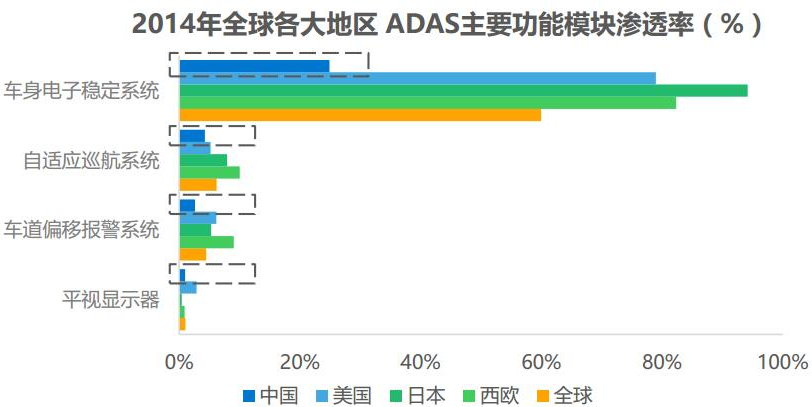 2014年全球各大地区 ADAS主要功能模块渗透率（%）
车身电子稳定系统
自适应巡航系统
车道偏移报警系统
平视显示器
0% 20% 40% 60% 80% 100%
中国 美国 日本 西欧 全球